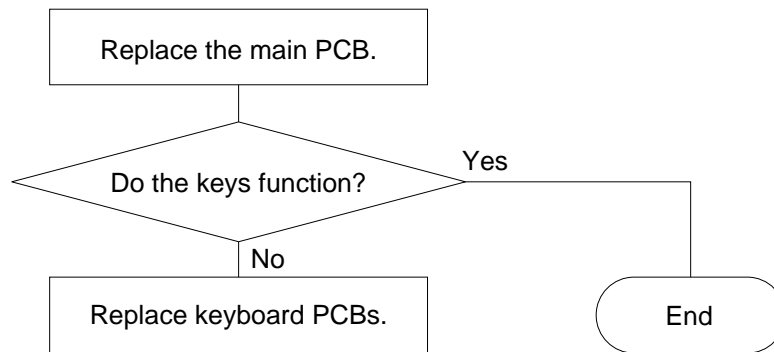 Replace the main PCB.
Do the keys function?
Yes
No
Replace keyboard PCBs.
End